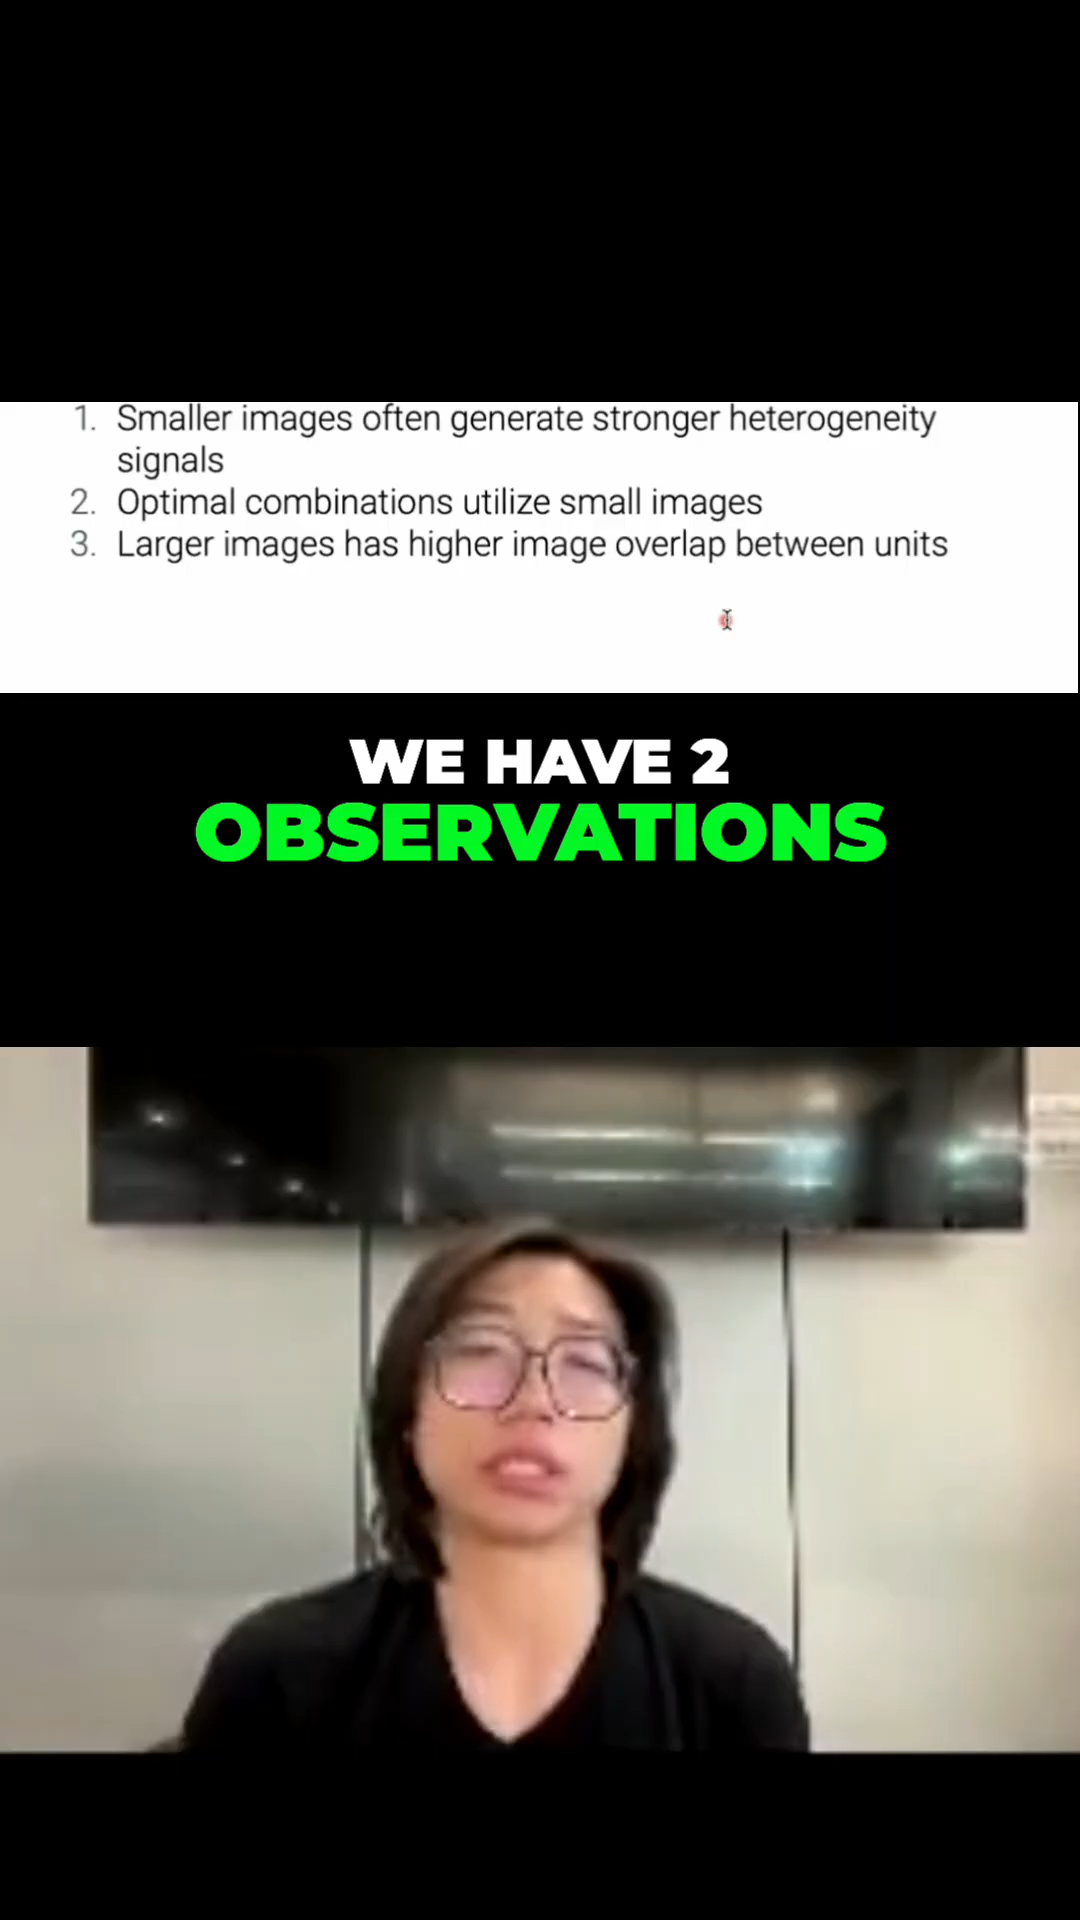 1. Smaller images often generate stronger heterogeneity
signals
2. Optimal combinations utilize small images
3. Larger images has higher image overlap between units
WE HAVE 2
OBSERVATIONS